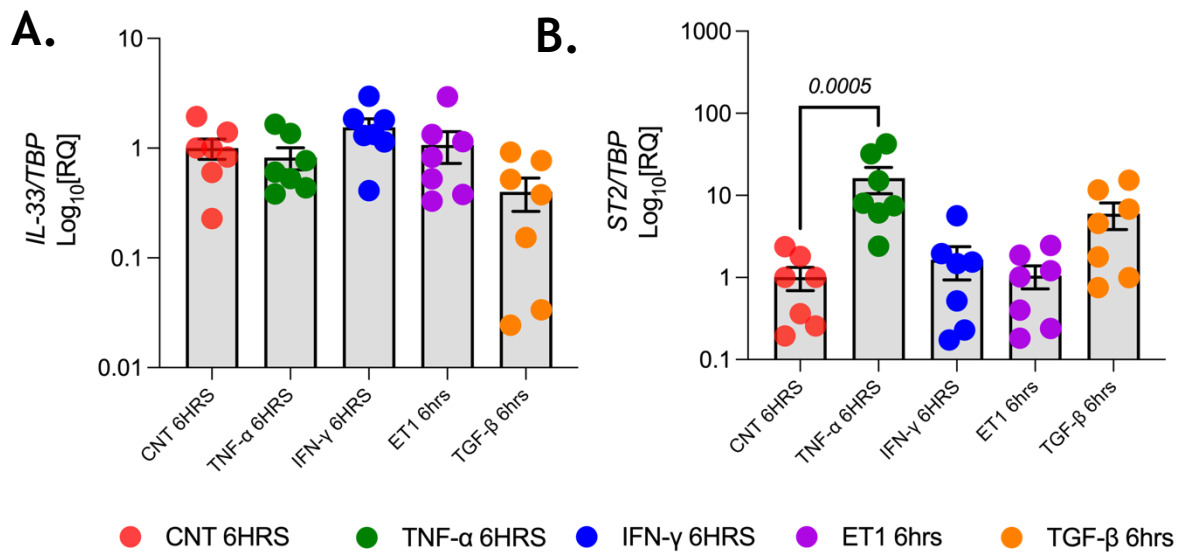 A.
IL-33/TBP
Log10[RQ]
10
1
0.1
0.01
CNT 6HRS
TNF-α 6HRS
IFN-γ 6HRS
ET1 6hrs
TGF-β 6hrs
B.
ST2/TBP
Log10[RQ]
1000
100
10
1
0.1
0.0005
CNT 6HRS
TNF-α 6HRS
IFN-γ 6HRS
ET1 6hrs
TGF-β 6hrs
CNT 6HRS
TNF-α 6HRS
IFN-γ 6HRS
ET1 6hrs
TGF-β 6hrs